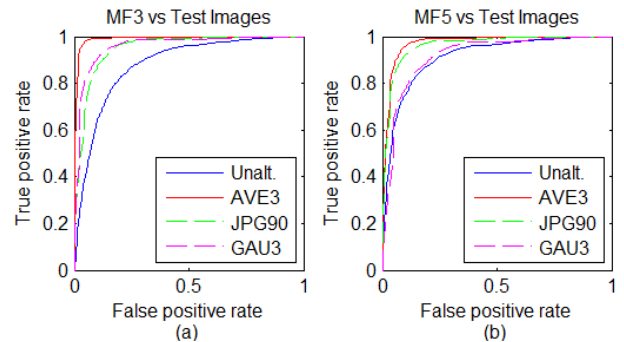 MF3 vs Test Images
True positive rate
1
0.8
0.6
0.4
0.2
0
0
0.5
1
Unalt.
AVE3
JPG90
GAU3
False positive rate
(a)
MF5 vs Test Images
True positive rate
1
0.8
0.6
0.4
0.2
0
0
0.5
1
Unalt.
AVE3
JPG90
GAU3
False positive rate
(b)